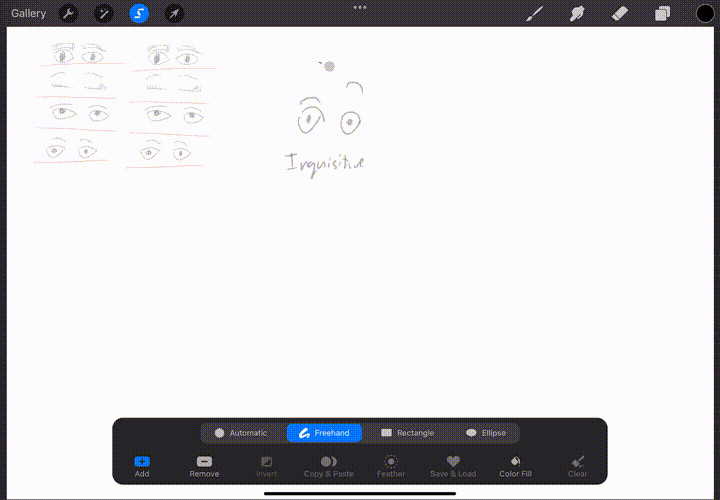 Gallery
Inquisitive
Automatic Freehand Rectangle Ellipse
Add Remove Invert Copy & Paste Feather Save & Load Color Fill Clear